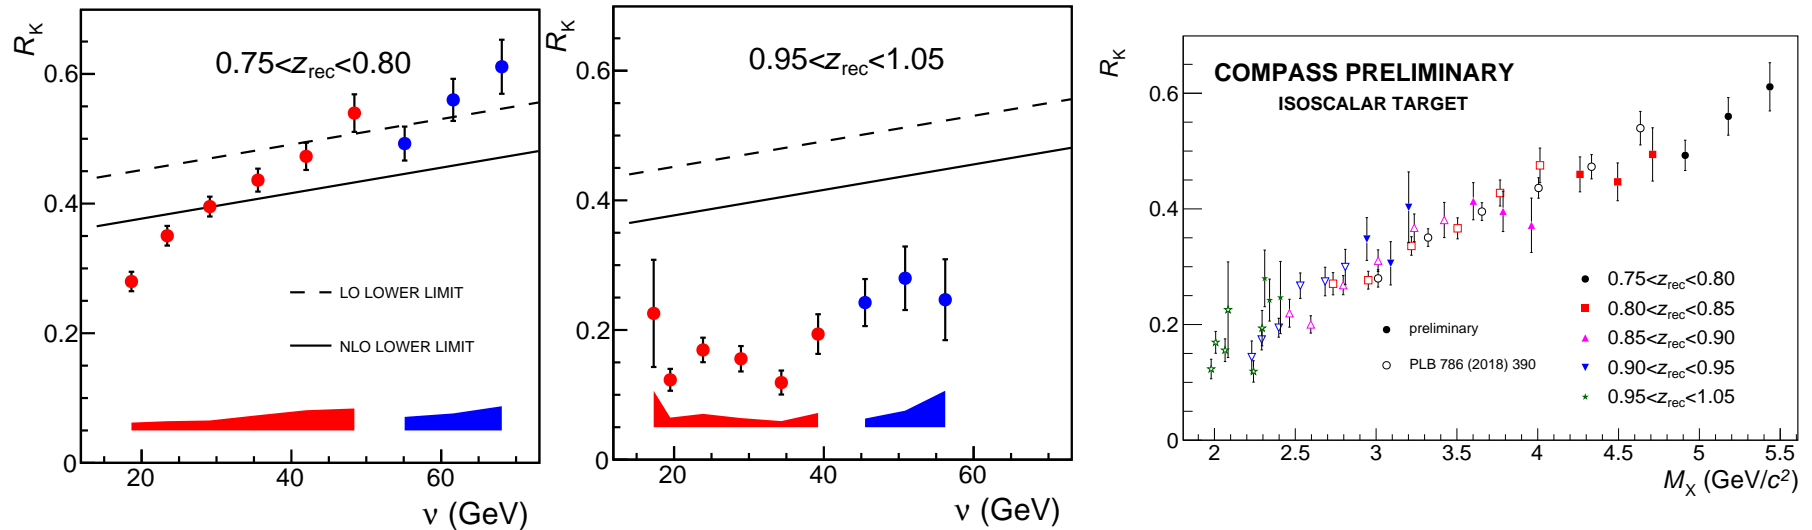 R_K
0.75<z_rec<0.80
0.6
0.4
0.2
0
LO LOWER LIMIT
NLO LOWER LIMIT
20 40 60
ν (GeV)
R_K
0.95<z_rec<1.05
0.6
0.4
0.2
0
20 40 60
ν (GeV)
R_K
COMPASS PRELIMINARY
ISOSCALAR TARGET
0.6
0.4
0.2
0
0.75<z_rec<0.80
0.80<z_rec<0.85
0.85<z_rec<0.90
0.90<z_rec<0.95
0.95<z_rec<1.05
preliminary
PLB 786 (2018) 390
2 2.5 3 3.5 4 4.5 5 5.5
M_X (GeV/c²)